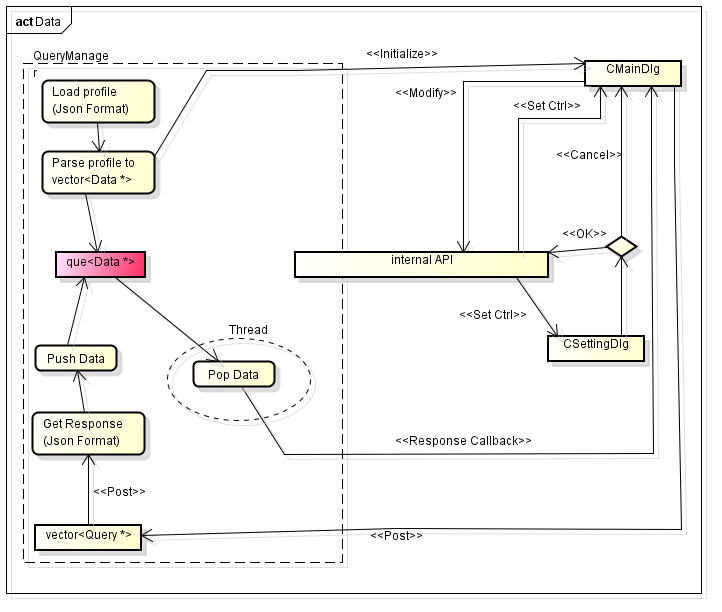 act Data
QueryManage
r
<<Initialize>>
CMainDlg
Load profile
(Json Format)
<<Modify>>
<<Set Ctrl>>
Parse profile to
vector<Data *>
<<Cancel>>
<<OK>>
que<Data *>
internal API
<<Set Ctrl>>
Thread
CSettingDlg
Push Data
Pop Data
Get Response
(Json Format)
<<Response Callback>>
<<Post>>
vector<Query *>
<<Post>>